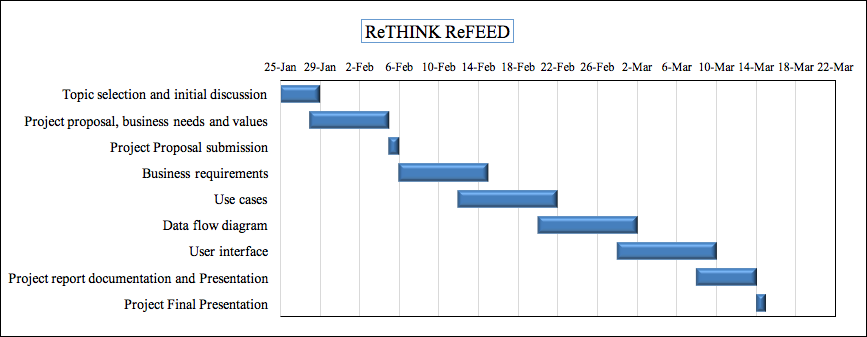 ReTHINK ReFEED
25-Jan 29-Jan 2-Feb 6-Feb 10-Feb 14-Feb 18-Feb 22-Feb 26-Feb 2-Mar 6-Mar 10-Mar 14-Mar 18-Mar 22-Mar
Topic selection and initial discussion
Project proposal, business needs and values
Project Proposal submission
Business requirements
Use cases
Data flow diagram
User interface
Project report documentation and Presentation
Project Final Presentation